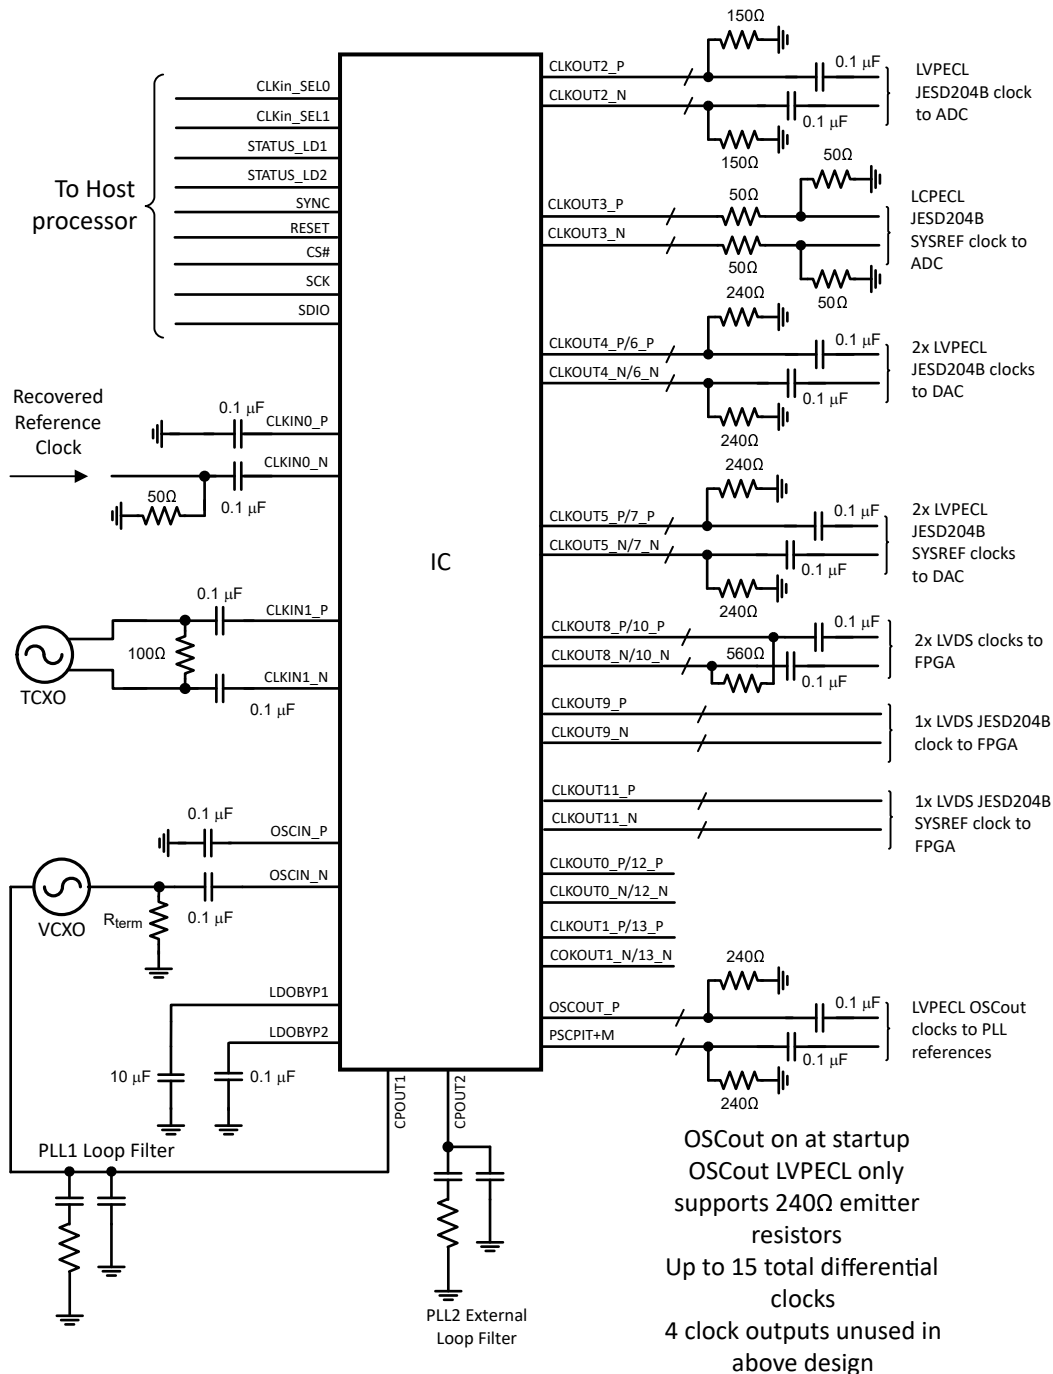 To Host
processor
CLKin_SEL0
CLKin_SEL1
STATUS_LD1
STATUS_LD2
SYNC
RESET
CS#
SCK
SDIO
Recovered
Reference
Clock
0.1 μF
CLKIN0_P
CLKIN0_N
50Ω
0.1 μF
0.1 μF
CLKIN1_P
100Ω
TCXO
CLKIN1_N
0.1 μF
0.1 μF
OSCIN_P
OSCIN_N
VCXO
Rterm
0.1 μF
LDOBYP1
LDOBYP2
10 μF
0.1 μF
CPOUT1
CPOUT2
PLL1 Loop Filter
PLL2 External
Loop Filter
IC
150Ω
CLKOUT2_P
0.1 μF
CLKOUT2_N
0.1 μF
150Ω
LVPECL
JESD204B clock
to ADC
50Ω
CLKOUT3_P
50Ω
CLKOUT3_N
50Ω
50Ω
LCPECL
JESD204B
SYSREF clock to
ADC
240Ω
CLKOUT4_P/6_P
0.1 μF
CLKOUT4_N/6_N
0.1 μF
240Ω
2x LVPECL
JESD204B clocks
to DAC
240Ω
CLKOUT5_P/7_P
0.1 μF
CLKOUT5_N/7_N
0.1 μF
240Ω
2x LVPECL
JESD204B
SYSREF clocks
to DAC
CLKOUT8_P/10_P
0.1 μF
CLKOUT8_N/10_N
560Ω
0.1 μF
2x LVDS clocks to
FPGA
CLKOUT9_P
CLKOUT9_N
1x LVDS JESD204B
clock to FPGA
CLKOUT11_P
CLKOUT11_N
1x LVDS JESD204B
SYSREF clock to
FPGA
CLKOUT0_P/12_P
CLKOUT0_N/12_N
CLKOUT1_P/13_P
COKOUT1_N/13_N
240Ω
OSCOUT_P
0.1 μF
PSCPIT+M
0.1 μF
240Ω
LVPECL OSCout
clocks to PLL
references
OSCout on at startup
OSCout LVPECL only
supports 240Ω emitter
resistors
Up to 15 total differential
clocks
4 clock outputs unused in
above design